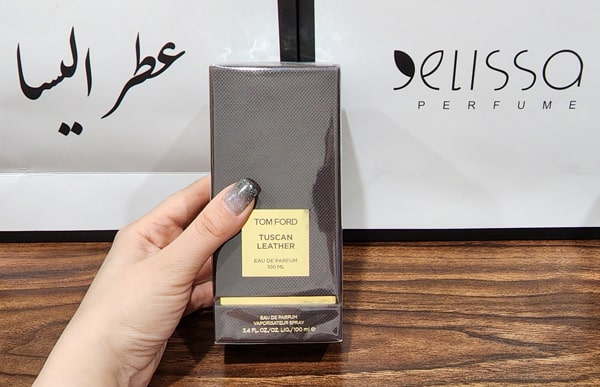 عطر الیسا
elissa
PERFUME
TOM FORD
TUSCAN
LEATHER
EAU DE PARFUM
100 ML
EAU DE PARFUM
VAPORISATEUR SPRAY
3.4 FL.OZ./OZ. LIQ./100 ml ℮